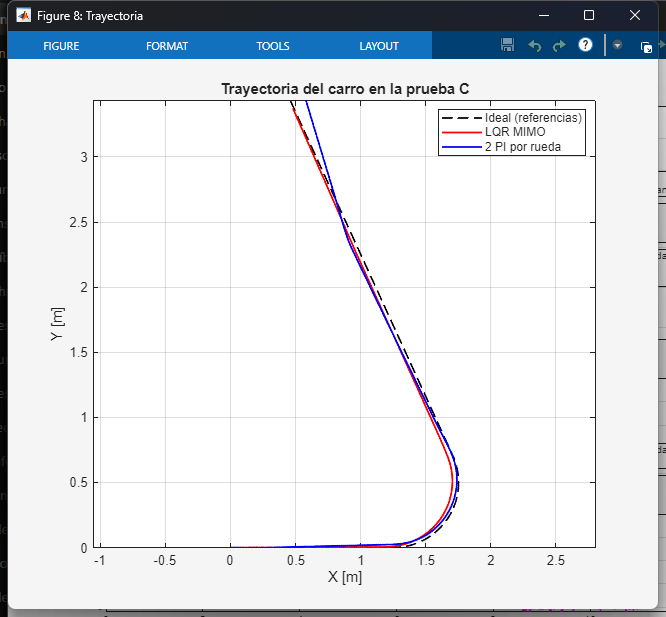 Figure 8: Trayectoria
FIGURE FORMAT TOOLS LAYOUT
Trayectoria del carro en la prueba C
Ideal (referencias)
LQR MIMO
2 PI por rueda
Y [m]
3
2.5
2
1.5
1
0.5
0
-1 -0.5 0 0.5 1 1.5 2 2.5
X [m]